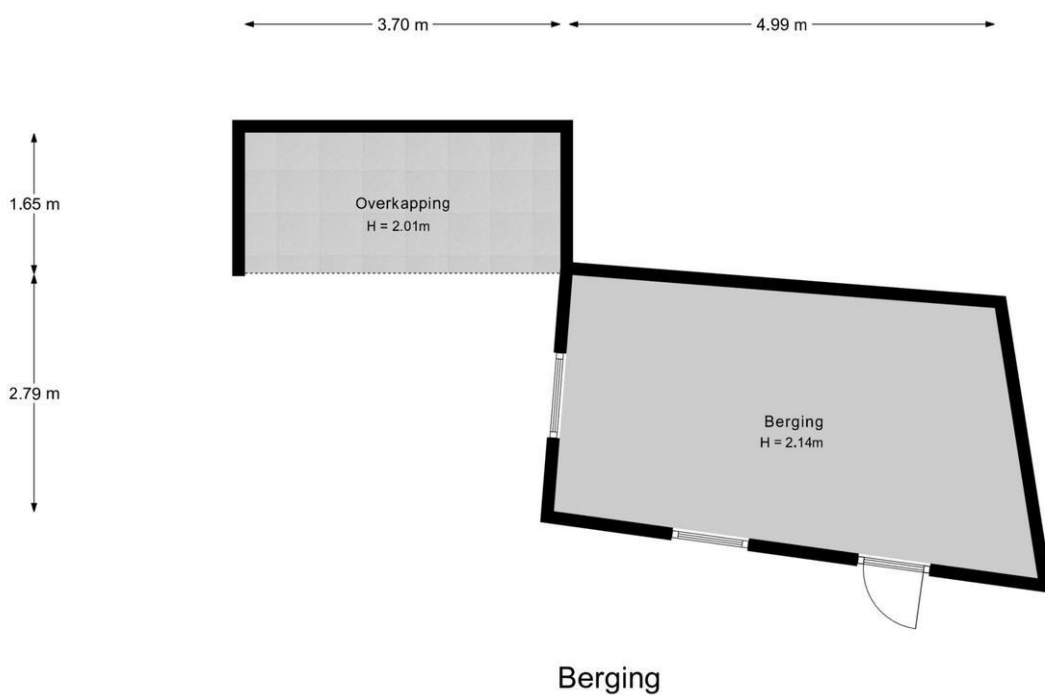 3.70 m
4.99 m
1.65 m
Overkapping
H = 2.01m
2.79 m
Berging
H = 2.14m
Berging